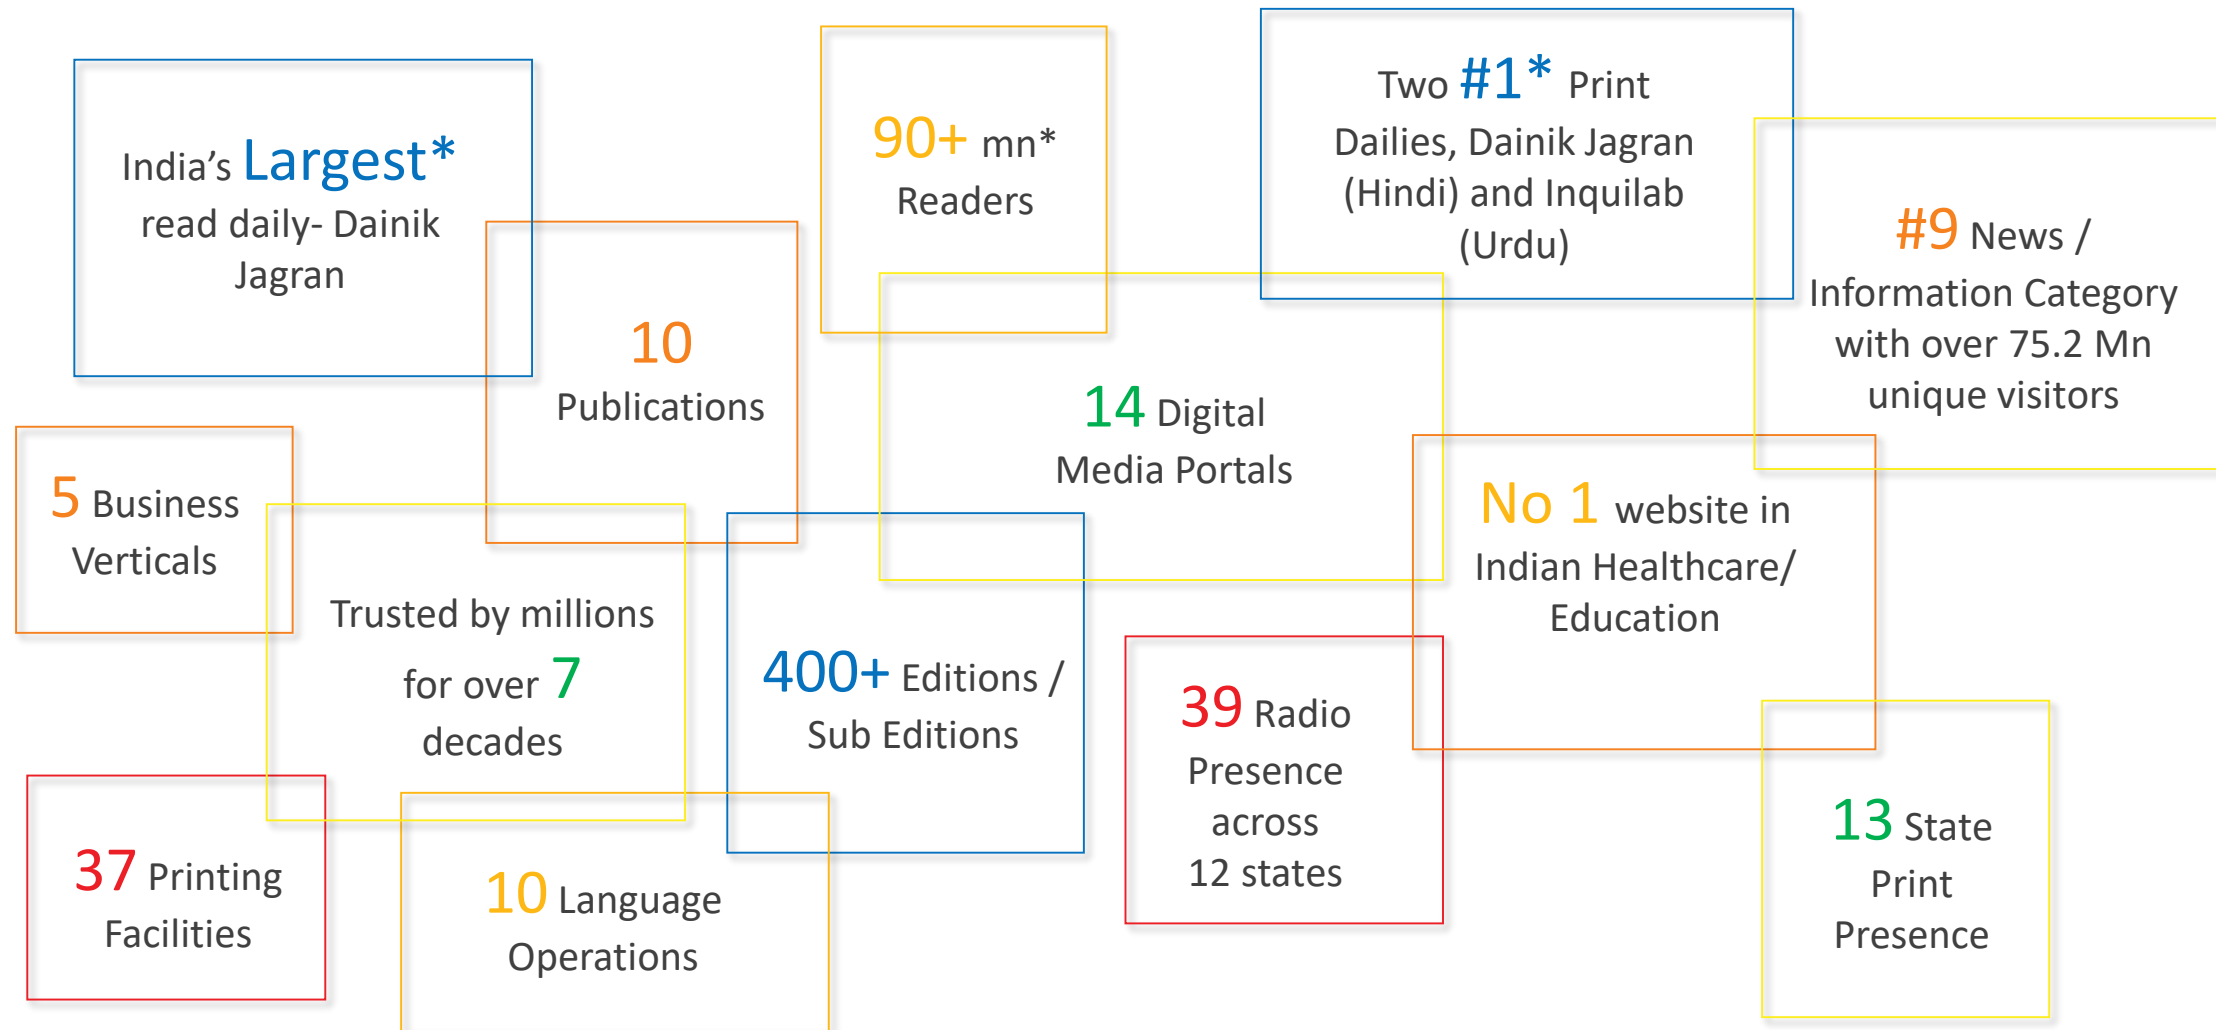 India’s Largest*
read daily- Dainik
Jagran
90+ mn*
Readers
Two #1* Print
Dailies, Dainik Jagran
(Hindi) and Inquilab
(Urdu)
#9 News /
Information Category
with over 75.2 Mn
unique visitors
10
Publications
14 Digital
Media Portals
5 Business
Verticals
No 1 website in
Indian Healthcare/
Education
Trusted by millions
for over 7
decades
400+ Editions /
Sub Editions
39 Radio
Presence
across
12 states
13 State
Print
Presence
37 Printing
Facilities
10 Language
Operations